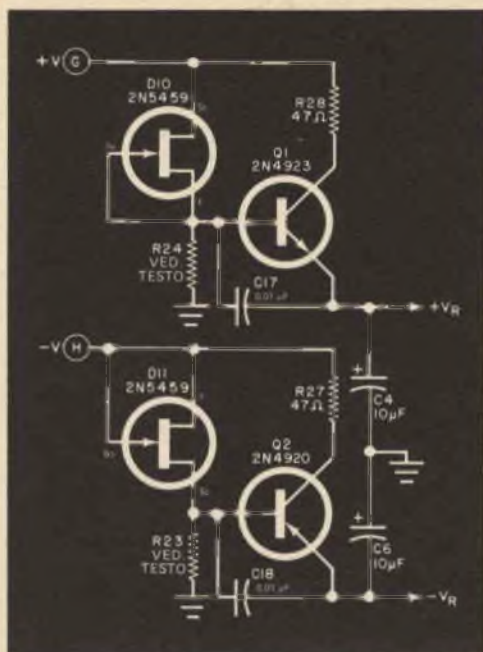 +V G
D10
2N5459
R28
47Ω
Q1
2N4923
R24
VED.
TESTO
C17
0,01 μF
+VR
-V H
D11
2N5459
R27
47Ω
C4
10μF
Q2
2N4920
R23
VED.
TESTO
C18
0,01 μF
C6
10μF
-VR